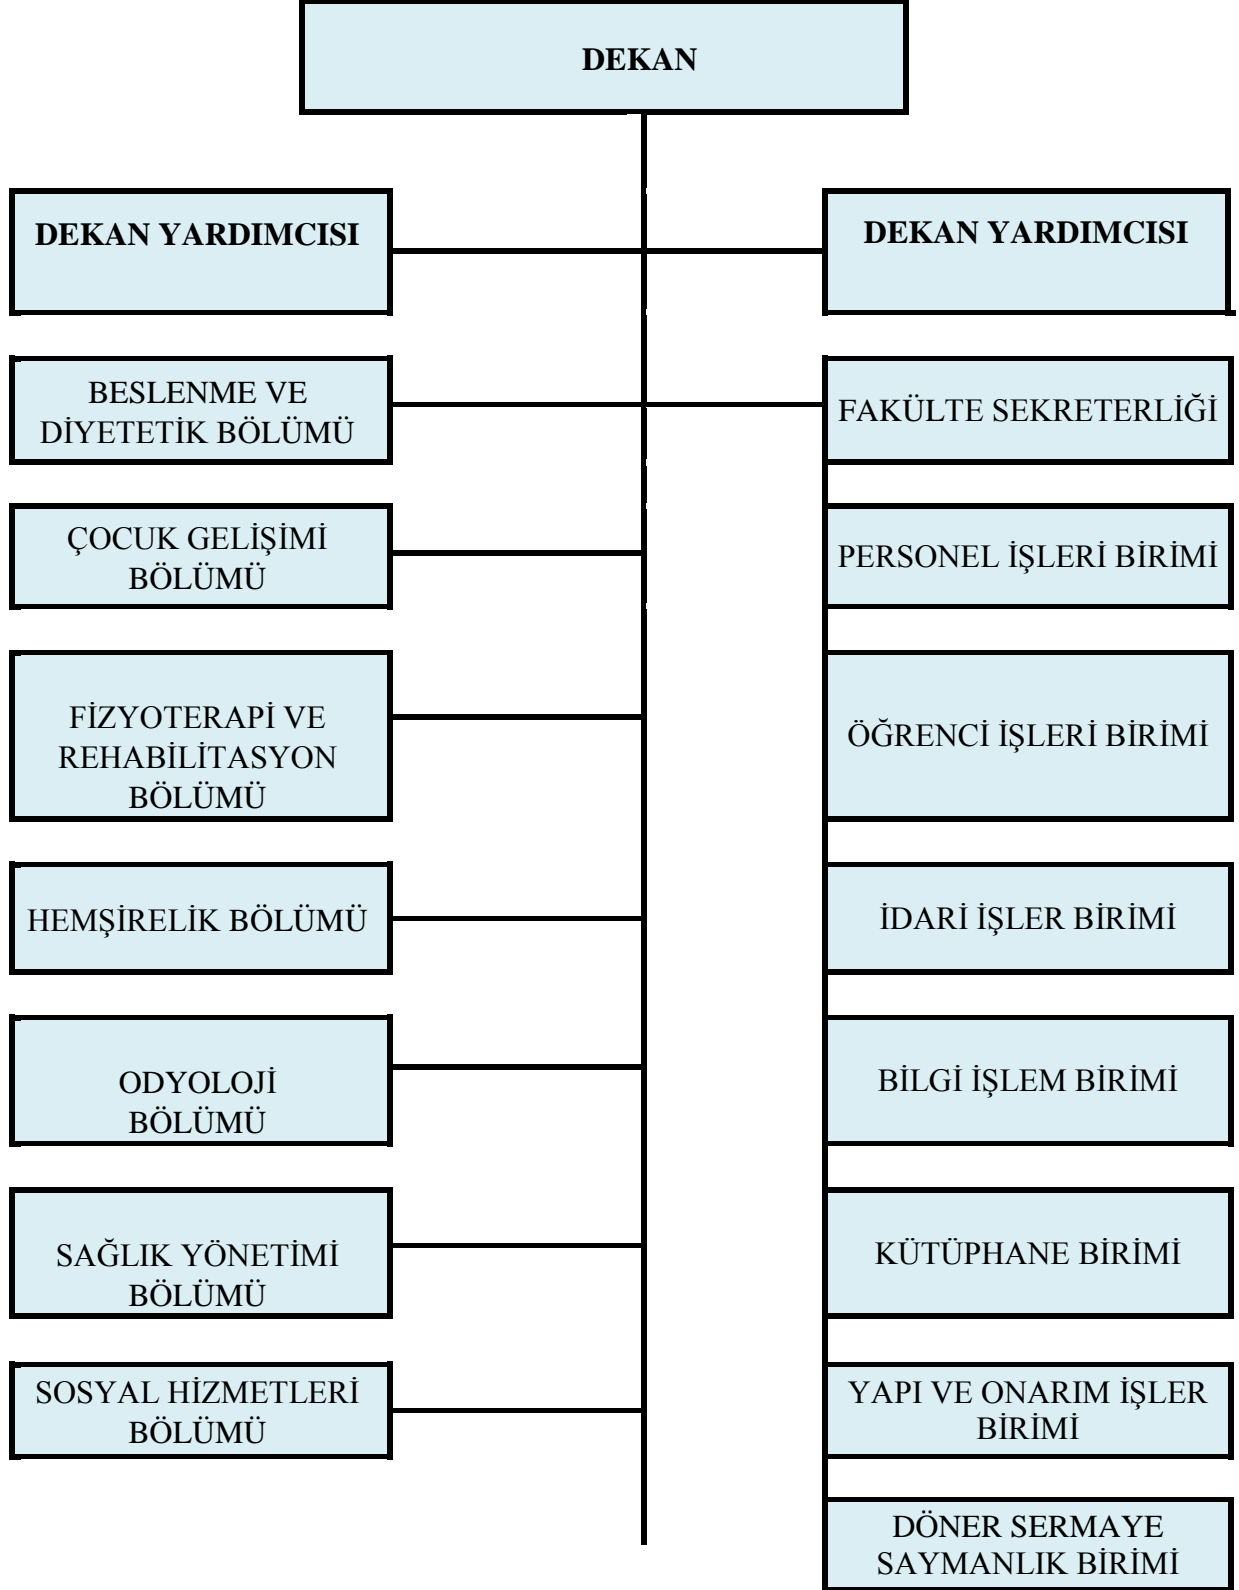 DEKAN
DEKAN YARDIMCISI
DEKAN YARDIMCISI
BESLENME VE
DİYETETİK BÖLÜMÜ
FAKÜLTE SEKRETERLİĞİ
ÇOCUK GELİŞİMİ
BÖLÜMÜ
PERSONEL İŞLERİ BİRİMİ
FİZYOTERAPİ VE
REHABİLİTASYON
BÖLÜMÜ
ÖĞRENCİ İŞLERİ BİRİMİ
HEMŞİRELİK BÖLÜMÜ
İDARİ İŞLER BİRİMİ
ODYOLOJİ
BÖLÜMÜ
BİLGİ İŞLEM BİRİMİ
SAĞLIK YÖNETİMİ
BÖLÜMÜ
KÜTÜPHANE BİRİMİ
SOSYAL HİZMETLERİ
BÖLÜMÜ
YAPI VE ONARIM İŞLER
BİRİMİ
DÖNER SERMAYE
SAYMANLIK BİRİMİ